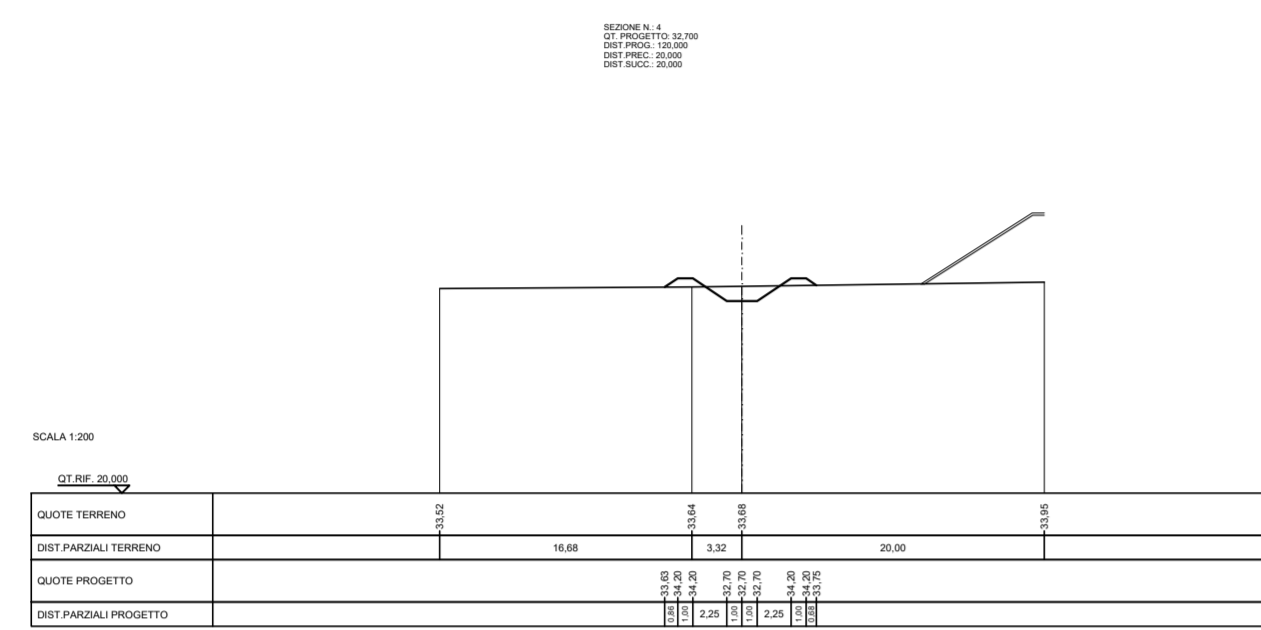 SEZIONE N.: 4
QT. PROGETTO: 32,700
DIST.PROG.: 120,000
DIST.PREC.: 20,000
DIST.SUCC.: 20,000
SCALA 1:200
QT.RIF. 20,000
QUOTE TERRENO 33,52 33,64 33,68 33,95
DIST.PARZIALI TERRENO 16,68 3,32 20,00
QUOTE PROGETTO 33,63 34,20 34,20 32,70 32,70 32,70 34,20 34,20 33,75
DIST.PARZIALI PROGETTO 0,86 1,00 2,25 1,00 1,00 2,25 1,00 0,68